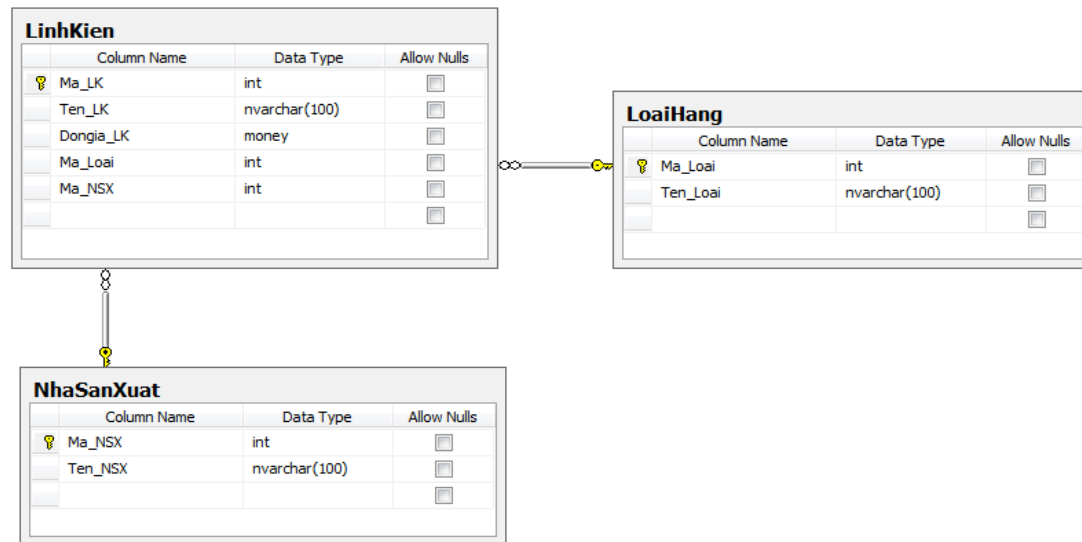 LinhKien
Column Name Data Type Allow Nulls
Ma_LK int
Ten_LK nvarchar(100)
Dongia_LK money
Ma_Loai int
Ma_NSX int
LoaiHang
Column Name Data Type Allow Nulls
Ma_Loai int
Ten_Loai nvarchar(100)
NhaSanXuat
Column Name Data Type Allow Nulls
Ma_NSX int
Ten_NSX nvarchar(100)